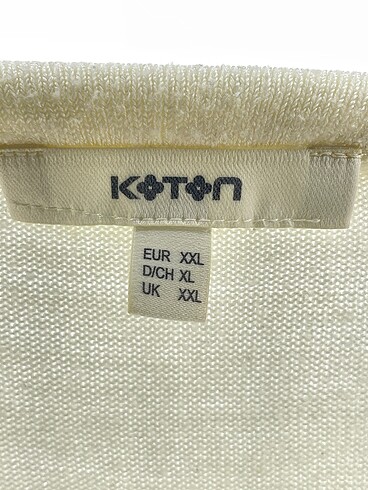 KOTON
EUR XXL
D/CH XL
UK XXL